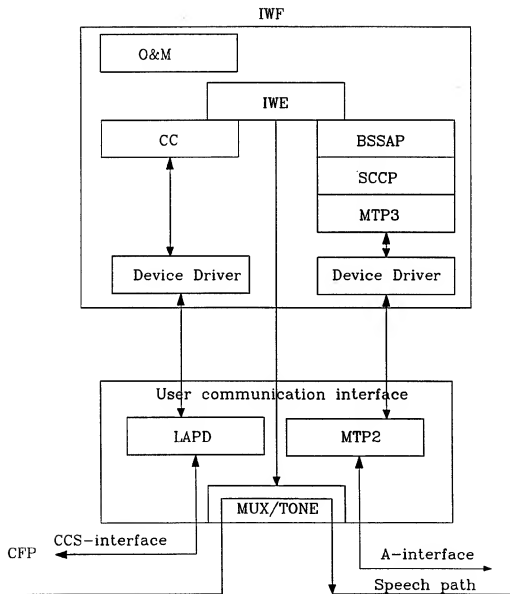 IWF
O&M
IWE
CC
BSSAP
SCCP
MTP3
Device Driver
Device Driver
User communication interface
LAPD
MTP2
MUX/TONE
CCS-interface
CFP
A-interface
Speech path